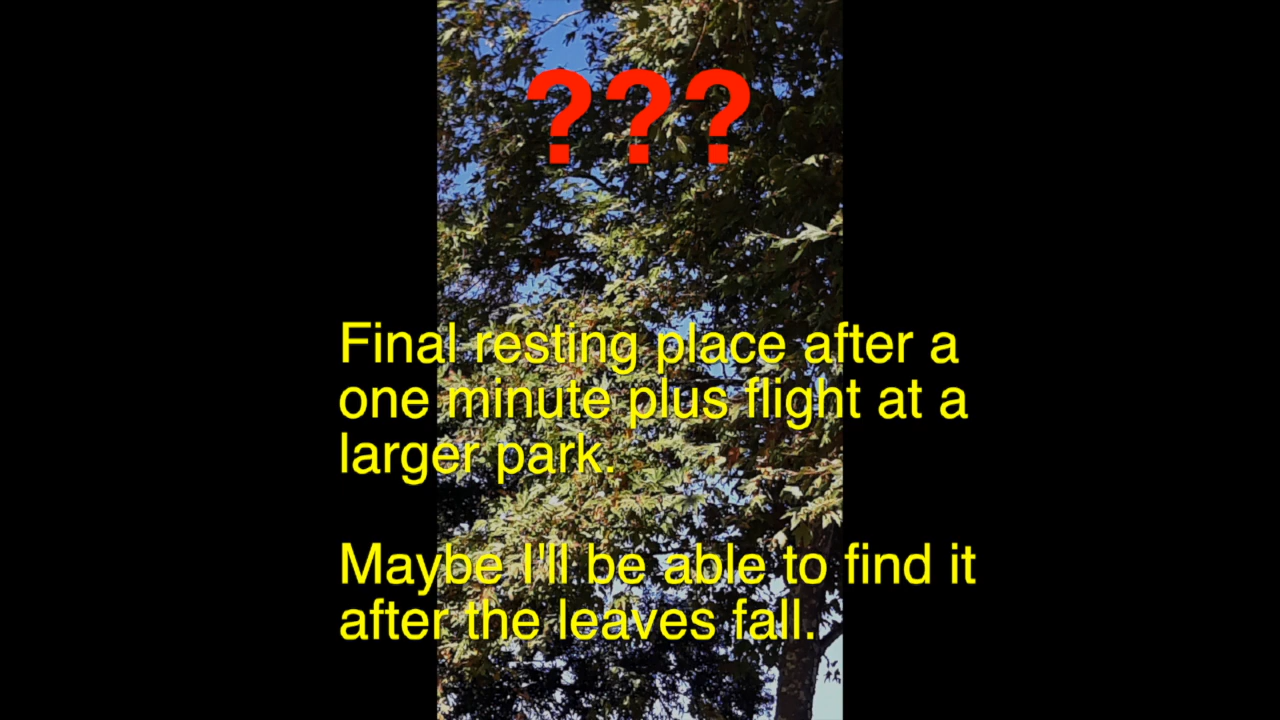 ???
Final resting place after a
one minute plus flight at a
larger park.
Maybe I'll be able to find it
after the leaves fall.